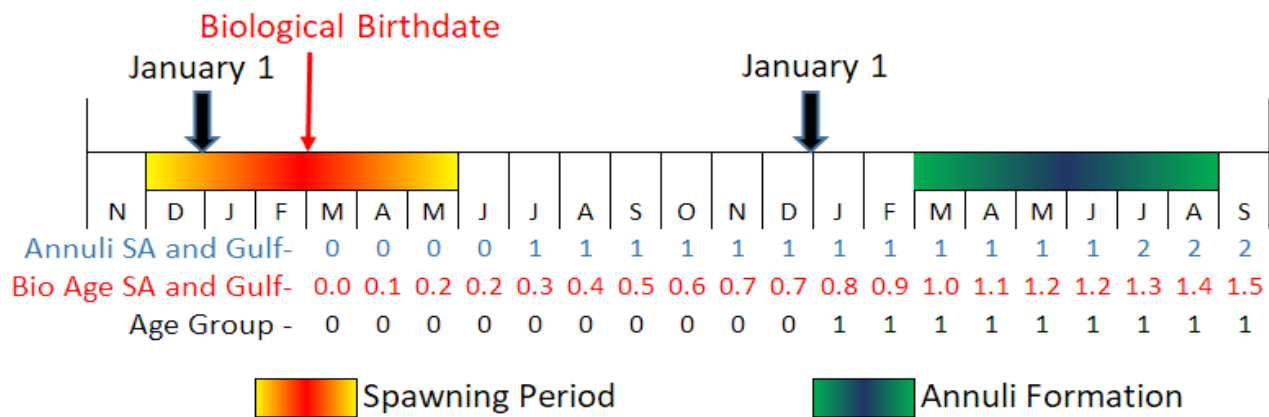 Biological Birthdate
January 1 January 1
N D J F M A M J J A S O N D J F M A M J J A S
Annuli SA and Gulf- 0 0 0 0 1 1 1 1 1 1 1 1 1 1 1 1 2 2 2
Bio Age SA and Gulf- 0.0 0.1 0.2 0.2 0.3 0.4 0.5 0.6 0.7 0.7 0.8 0.9 1.0 1.1 1.2 1.2 1.3 1.4 1.5
Age Group - 0 0 0 0 0 0 0 0 0 0 1 1 1 1 1 1 1 1 1
Spawning Period Annuli Formation